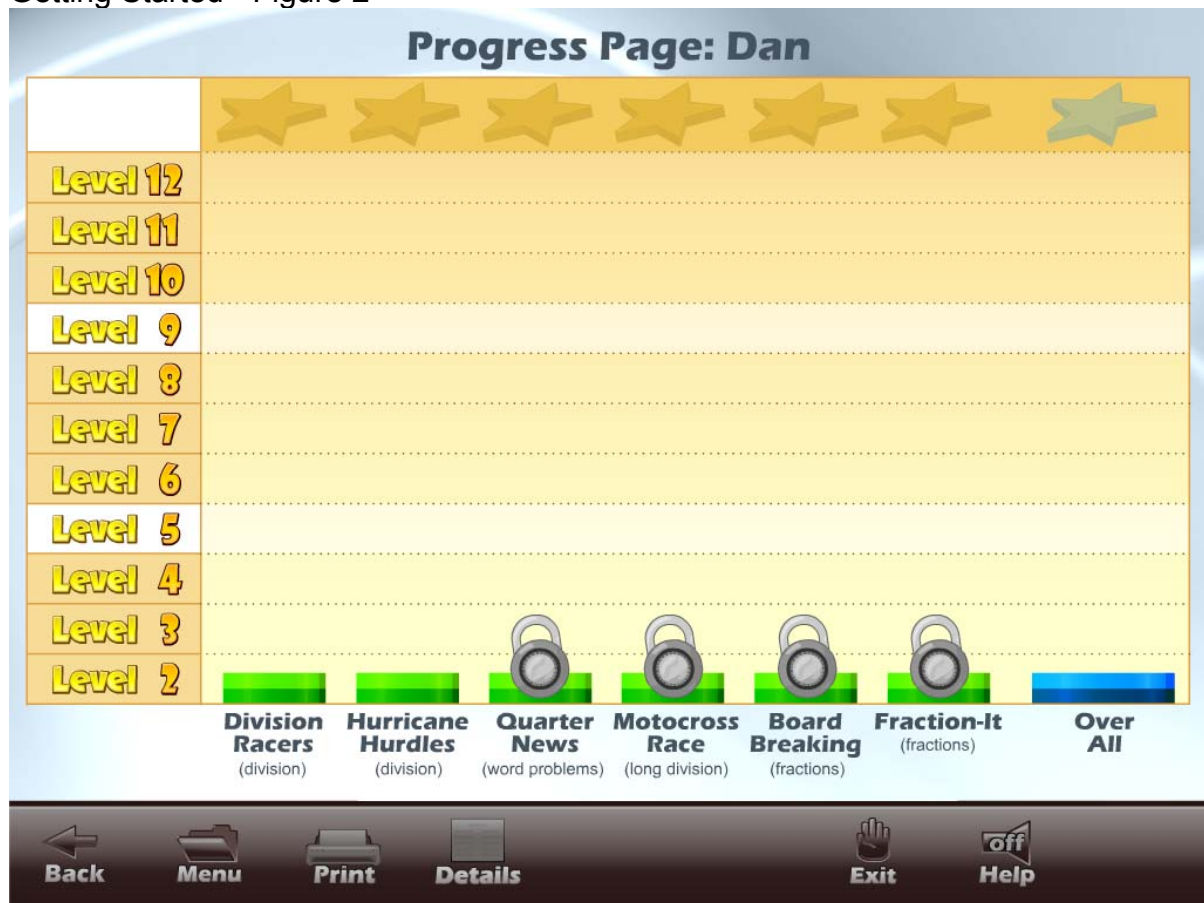 Getting Started - Figure 2
Progress Page: Dan
Level 12
Level 11
Level 10
Level 9
Level 8
Level 7
Level 6
Level 5
Level 4
Level 3
Level 2
Division Racers (division)
Hurricane Hurdles (division)
Quarter News (word problems)
Motocross Race (long division)
Board Breaking (fractions)
Fraction-It (fractions)
Over All
Back
Menu
Print
Details
Exit
off
Help